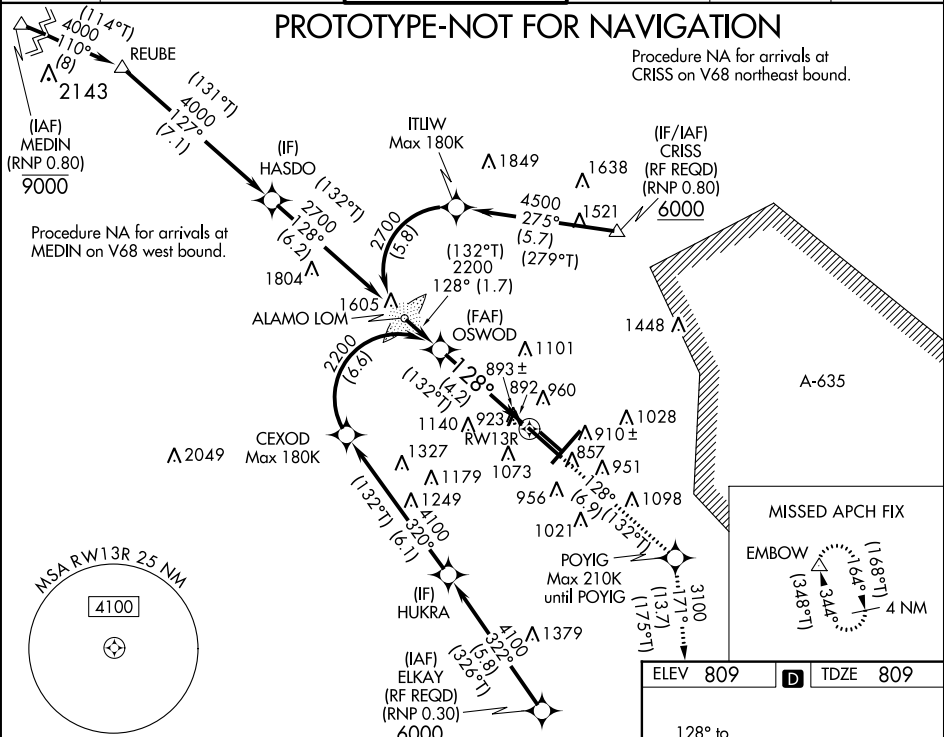 PROTOTYPE-NOT FOR NAVIGATION
Procedure NA for arrivals at
CRISS on V68 northeast bound.
(114°T)
4000
110°
(8)
REUBE
2143
(IAF)
MEDIN
(RNP 0.80)
9000
(131°T)
4000
127°
(7.1)
(IF)
HASDO
(132°T)
2700
128°
(6.2)
Procedure NA for arrivals at
MEDIN on V68 west bound.
ITLIW
Max 180K
1849
1638
1521
(IF/IAF)
CRISS
(RF REQD)
(RNP 0.80)
6000
4500
275°
(5.7)
(279°T)
2700
(5.8)
(132°T)
2200
128° (1.7)
1804
1605
ALAMO LOM
(FAF)
OSWOD
1448
A-635
2200
(6.6)
128°
(4.2)
(132°T)
1101
893±
892
960
923
1140
RW13R
1028
910±
857
951
1073
CEXOD
Max 180K
2049
1327
1179
1249
956
1021
1098
128°
(6.9)
(132°T)
4100
320°
(132°T) (6.1)
(IF)
HUKRA
POYIG
Max 210K
until POYIG
3100
171°
(13.7)
(175°T)
MISSED APCH FIX
EMBOW
(168°T)
164°
344°
(348°T)
4 NM
MSA RW13R 25 NM
4100
1379
4100
322°
(5.8)
(326°T)
(IAF)
ELKAY
(RF REQD)
(RNP 0.30)
6000
ELEV 809 D TDZE 809
128° to